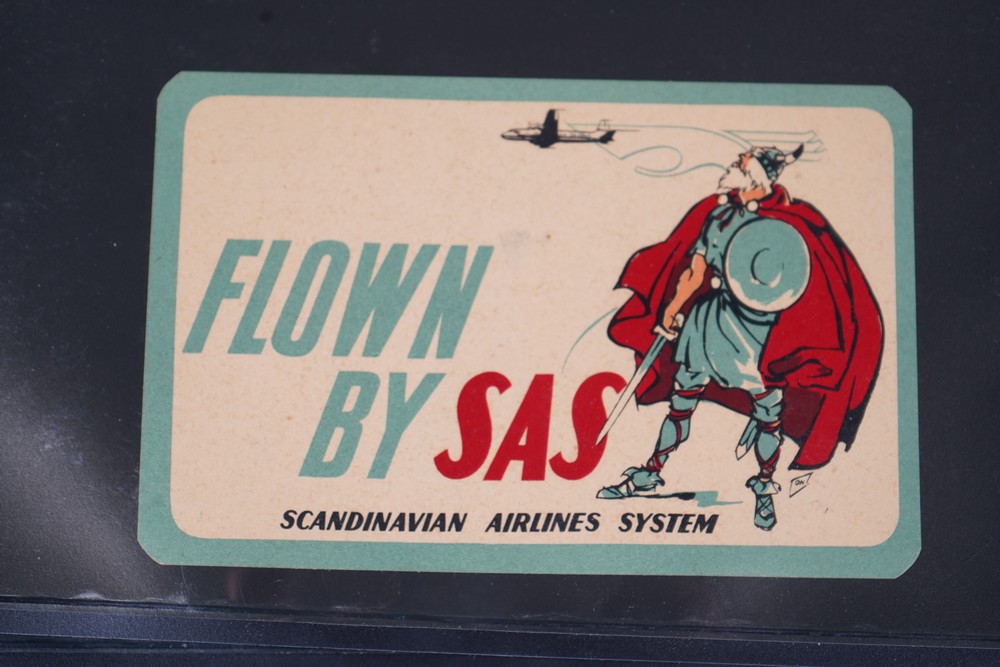 FLOWN
BY SAS
SCANDINAVIAN AIRLINES SYSTEM